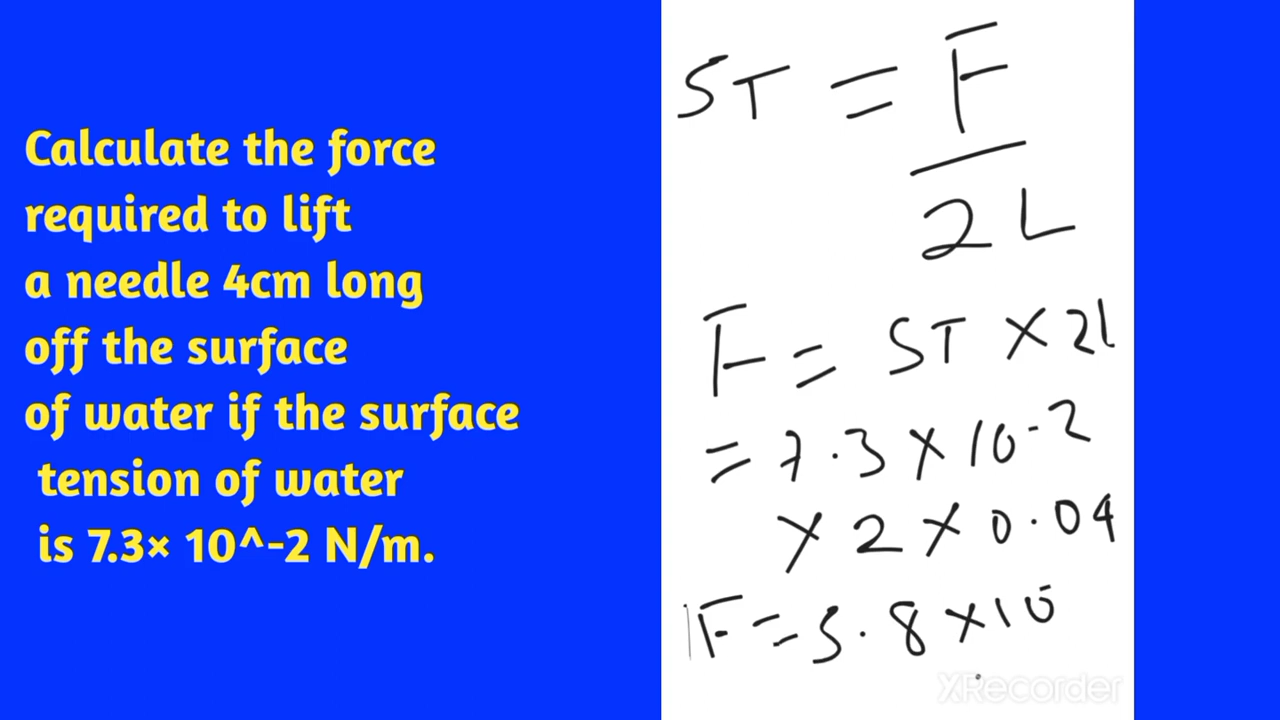 Calculate the force
required to lift
a needle 4cm long
off the surface
of water if the surface
tension of water
is 7.3× 10^-2 N/m.
ST = F
2L
F = ST × 2L
= 7.3 × 10-2
× 2 × 0.04
F = 5.8 × 10
XRecorder